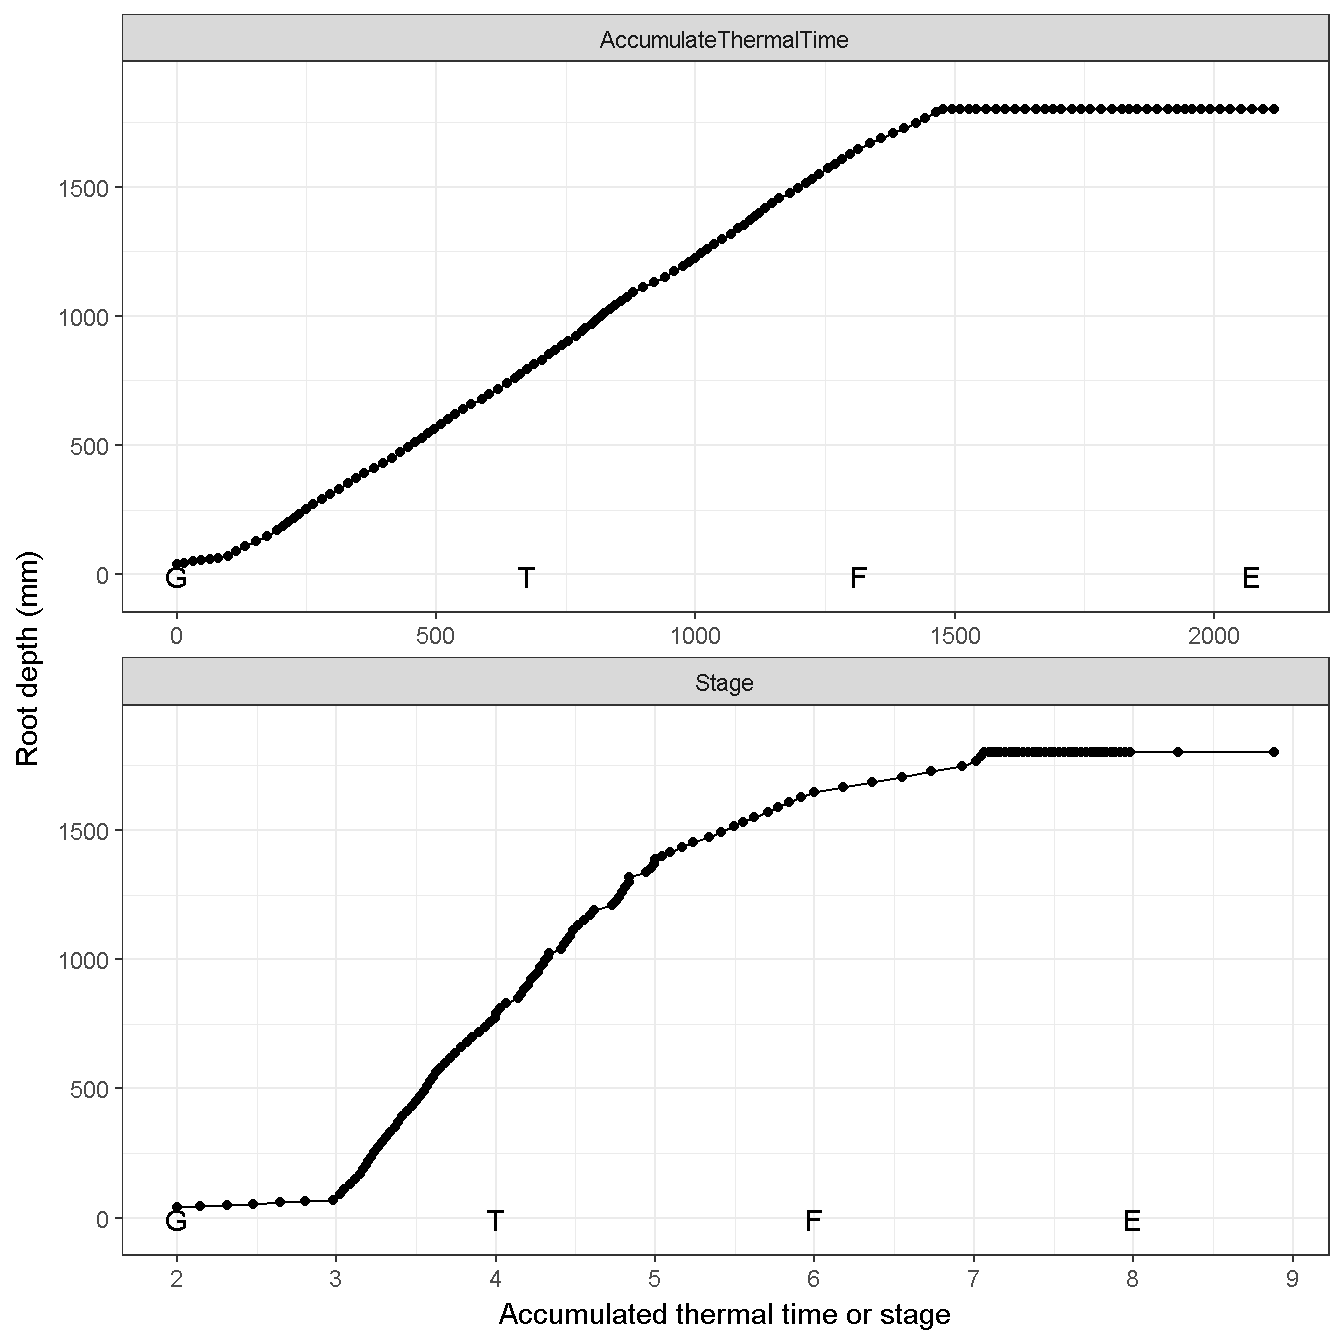 AccumulateThermalTime
Root depth (mm)
1500
1000
500
0
G T F E
0 500 1000 1500 2000
Stage
1500
1000
500
0
G T F E
2 3 4 5 6 7 8 9
Accumulated thermal time or stage